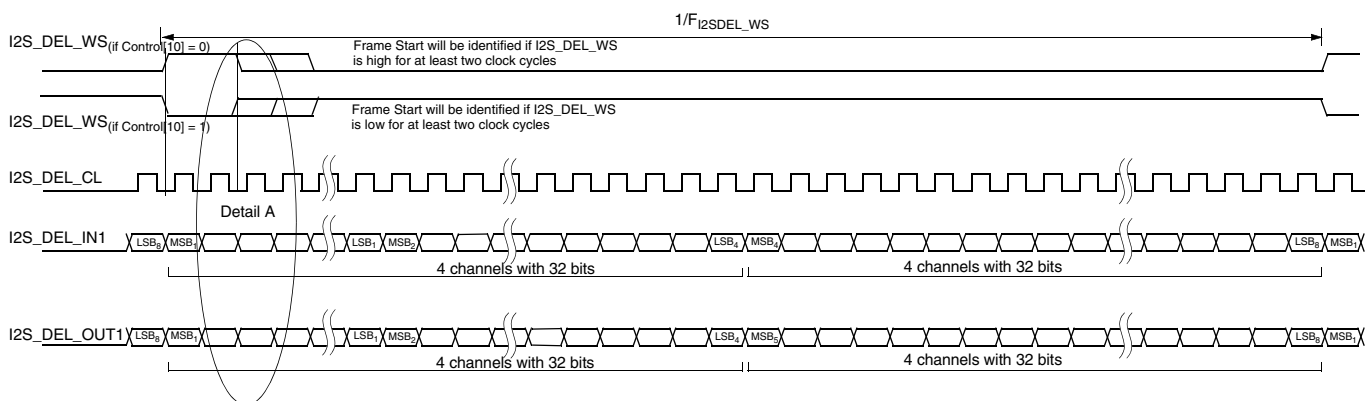 1/F_I2SDEL_WS
I2S_DEL_WS(if Control[10] = 0)
Frame Start will be identified if I2S_DEL_WS
is high for at least two clock cycles
I2S_DEL_WS(if Control[10] = 1)
Frame Start will be identified if I2S_DEL_WS
is low for at least two clock cycles
I2S_DEL_CL
Detail A
I2S_DEL_IN1 LSB8 MSB1 LSB1 MSB2 LSB4 MSB4 LSB8 MSB1
4 channels with 32 bits 4 channels with 32 bits
I2S_DEL_OUT1 LSB8 MSB1 LSB1 MSB2 LSB4 MSB5 LSB8 MSB1
4 channels with 32 bits 4 channels with 32 bits